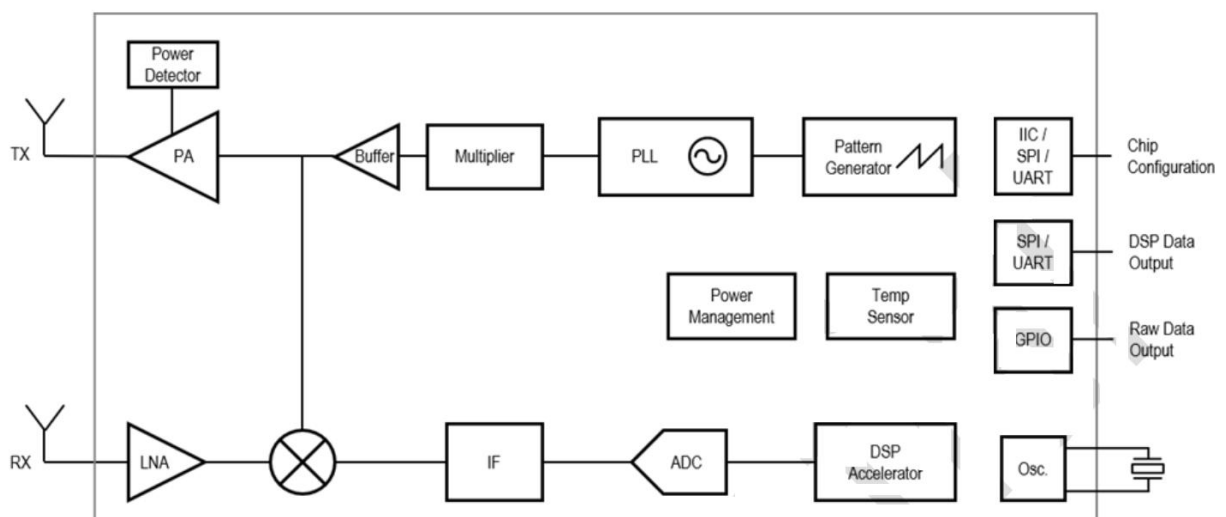 Power
Detector
TX
PA
Buffer
Multiplier
PLL
Pattern
Generator
IIC /
SPI /
UART
Chip
Configuration
SPI /
UART
DSP Data
Output
Power
Management
Temp
Sensor
GPIO
Raw Data
Output
RX
LNA
IF
ADC
DSP
Accelerator
Osc.